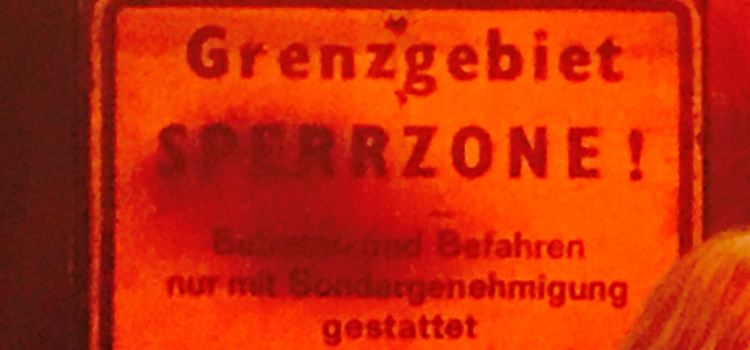 Grenzgebiet
SPERRZONE!
Betreten und Befahren
nur mit Sondergenehmigung
gestattet